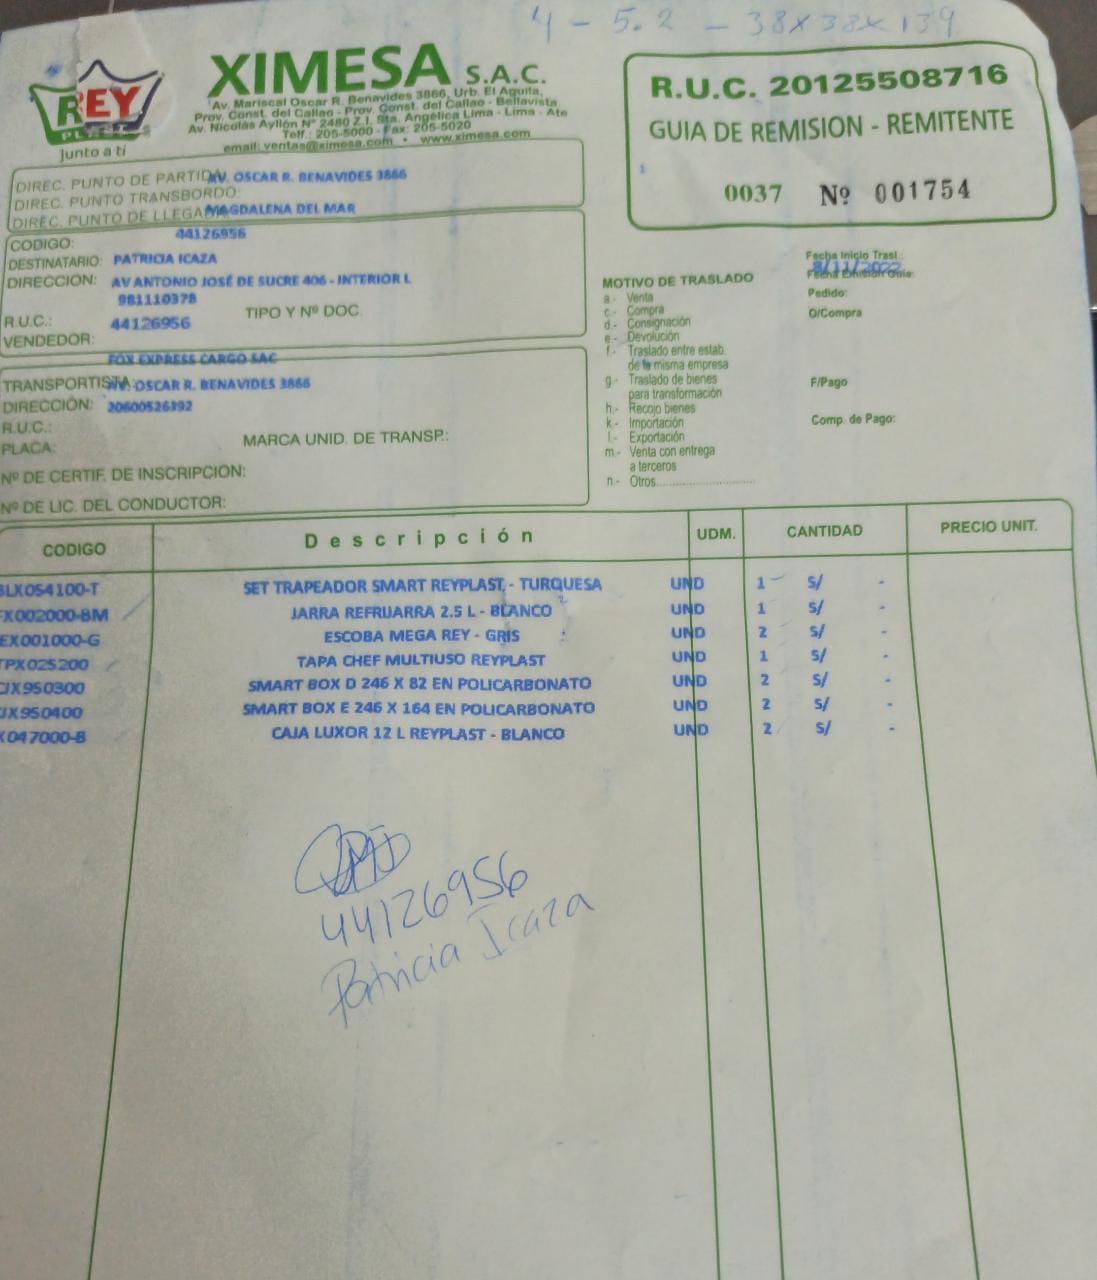 4 - 5.2 - 38x38x139
REY
Junto a tí
XIMESA S.A.C.
Av. Mariscal Oscar R. Benavides 3866, Urb. El Aguila,
Prov. Const. del Callao - Prov. Const. del Callao - Bellavista
Av. Nicolás Ayllón Nº 2480 Z.I. Sta. Angélica Lima - Lima - Ate
Telf.: 205-5000 - Fax: 205-5020
email: ventas@ximesa.com • www.ximesa.com
R.U.C. 20125508716
GUIA DE REMISION - REMITENTE
0037 Nº 001754
DIREC. PUNTO DE PARTIDA AV. OSCAR R. BENAVIDES 3866
DIREC. PUNTO TRANSBORDO:
DIREC. PUNTO DE LLEGADA MAGDALENA DEL MAR
CODIGO: 44126956
DESTINATARIO: PATRICIA ICAZA
DIRECCION: AV ANTONIO JOSÉ DE SUCRE 406 - INTERIOR L
981110378
R.U.C.: 44126956 TIPO Y Nº DOC.
VENDEDOR:
FOX EXPRESS CARGO SAC
TRANSPORTISTA: AV. OSCAR R. BENAVIDES 3866
DIRECCIÓN: 20600526392
R.U.C.:
PLACA: MARCA UNID. DE TRANSP.:
Nº DE CERTIF. DE INSCRIPCION:
Nº DE LIC. DEL CONDUCTOR:
MOTIVO DE TRASLADO
a.- Venta
c.- Compra
d.- Consignación
e.- Devolución
f.- Traslado entre estab.
de la misma empresa
g.- Traslado de bienes
para transformación
h.- Recojo bienes
k.- Importación
l.- Exportación
m.- Venta con entrega
a terceros
n.- Otros
Fecha Inicio Trasl.:
8/11/2022
Fecha Emisión Guia:
Pedido:
O/Compra
F/Pago
Comp. de Pago:
CODIGO Descripción UDM. CANTIDAD PRECIO UNIT.
BLX054100-T SET TRAPEADOR SMART REYPLAST - TURQUESA UND 1 S/ -
FX002000-BM JARRA REFRIJARRA 2.5 L - BLANCO UND 1 S/ -
EX001000-G ESCOBA MEGA REY - GRIS UND 2 S/ -
TPX025200 TAPA CHEF MULTIUSO REYPLAST UND 1 S/ -
CJX950300 SMART BOX D 246 X 82 EN POLICARBONATO UND 2 S/ -
CJX950400 SMART BOX E 246 X 164 EN POLICARBONATO UND 2 S/ -
X047000-B CAJA LUXOR 12 L REYPLAST - BLANCO UND 2 S/ -
44126956
Patricia Icaza